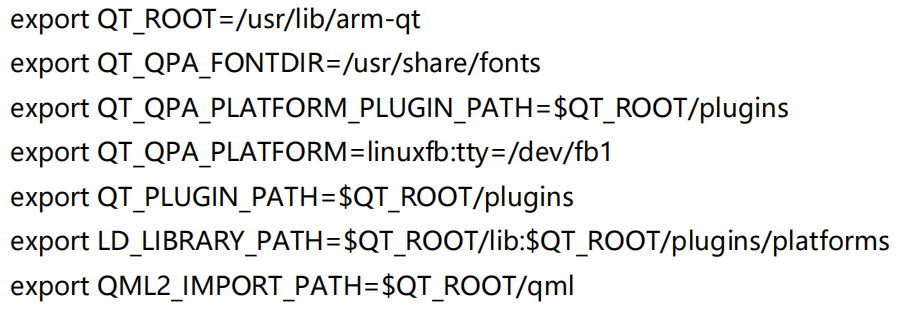 export QT_ROOT=/usr/lib/arm-qt
export QT_QPA_FONTDIR=/usr/share/fonts
export QT_QPA_PLATFORM_PLUGIN_PATH=$QT_ROOT/plugins
export QT_QPA_PLATFORM=linuxfb:tty=/dev/fb1
export QT_PLUGIN_PATH=$QT_ROOT/plugins
export LD_LIBRARY_PATH=$QT_ROOT/lib:$QT_ROOT/plugins/platforms
export QML2_IMPORT_PATH=$QT_ROOT/qml